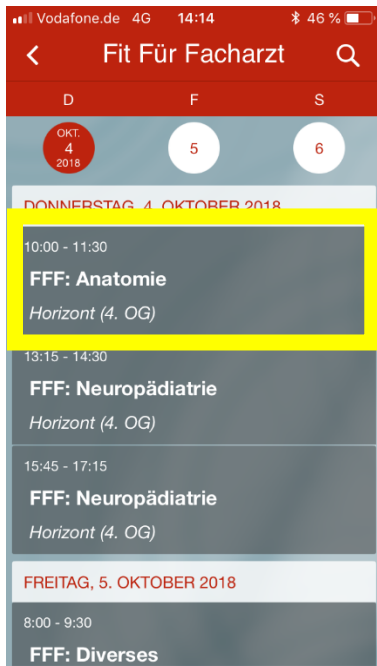 Vodafone.de 4G 14:14 46 %
Fit Für Facharzt
D F S
OKT.
4
2018
5
6
DONNERSTAG, 4. OKTOBER 2018
10:00 - 11:30
FFF: Anatomie
Horizont (4. OG)
13:15 - 14:30
FFF: Neuropädiatrie
Horizont (4. OG)
15:45 - 17:15
FFF: Neuropädiatrie
Horizont (4. OG)
FREITAG, 5. OKTOBER 2018
8:00 - 9:30
FFF: Diverses